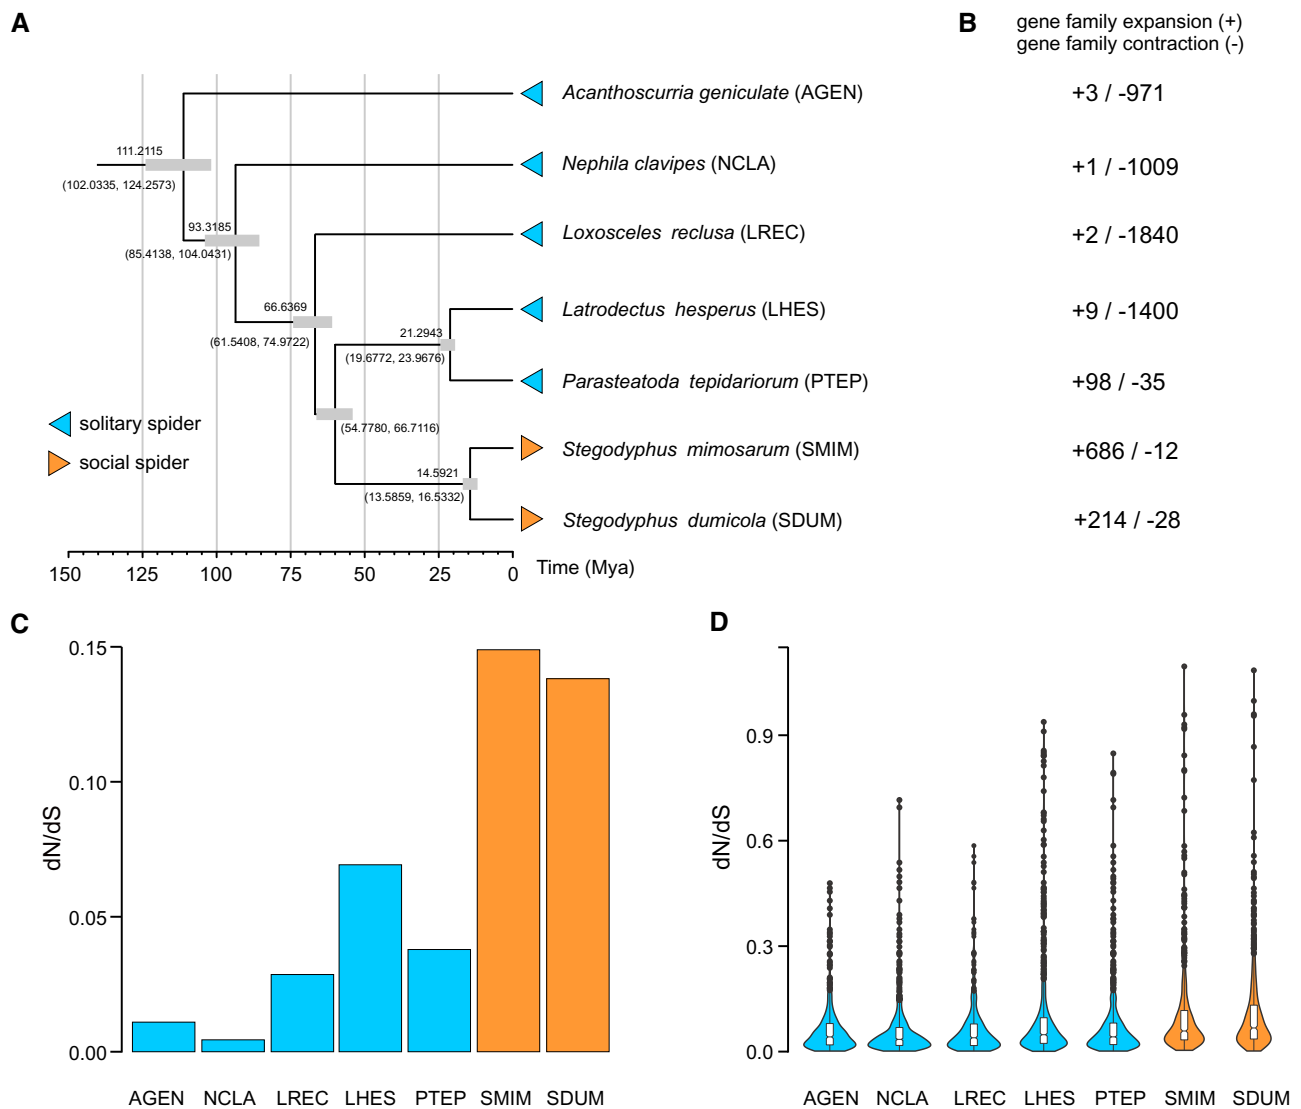 A
B
gene family expansion (+)
gene family contraction (-)
Acanthoscurria geniculate (AGEN)
+3 / -971
111.2115
(102.0335, 124.2573)
Nephila clavipes (NCLA)
+1 / -1009
93.3185
(85.4138, 104.0431)
Loxosceles reclusa (LREC)
+2 / -1840
66.6369
(61.5408, 74.9722)
Latrodectus hesperus (LHES)
+9 / -1400
21.2943
(19.6772, 23.9676)
Parasteatoda tepidariorum (PTEP)
+98 / -35
(54.7780, 66.7116)
solitary spider
social spider
Stegodyphus mimosarum (SMIM)
+686 / -12
14.5921
(13.5859, 16.5332)
Stegodyphus dumicola (SDUM)
+214 / -28
150 125 100 75 50 25 0 Time (Mya)
C
0.15
0.10
0.05
0.00
dN/dS
AGEN NCLA LREC LHES PTEP SMIM SDUM
D
0.9
0.6
0.3
0.0
dN/dS
AGEN NCLA LREC LHES PTEP SMIM SDUM